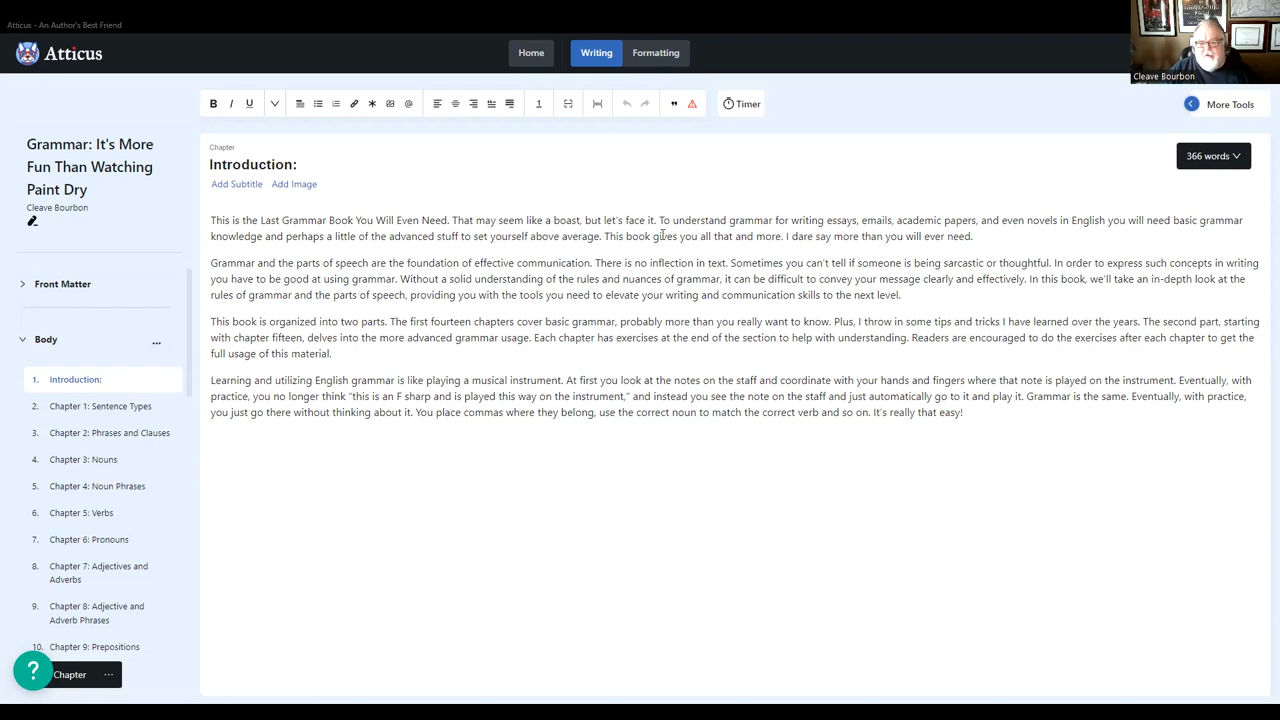 Atticus - An Author's Best Friend
Atticus
Home
Writing
Formatting
Cleave Bourbon
B I U
1
Timer
More Tools
Grammar: It's More
Fun Than Watching
Paint Dry
Cleave Bourbon
Front Matter
Body
...
1. Introduction:
2. Chapter 1: Sentence Types
3. Chapter 2: Phrases and Clauses
4. Chapter 3: Nouns
5. Chapter 4: Noun Phrases
6. Chapter 5: Verbs
7. Chapter 6: Pronouns
8. Chapter 7: Adjectives and
Adverbs
9. Chapter 8: Adjective and
Adverb Phrases
10. Chapter 9: Prepositions
?
Chapter
...
Chapter
Introduction:
366 words
Add Subtitle
Add Image
This is the Last Grammar Book You Will Even Need. That may seem like a boast, but let's face it. To understand grammar for writing essays, emails, academic papers, and even novels in English you will need basic grammar
knowledge and perhaps a little of the advanced stuff to set yourself above average. This book gives you all that and more. I dare say more than you will ever need.
Grammar and the parts of speech are the foundation of effective communication. There is no inflection in text. Sometimes you can't tell if someone is being sarcastic or thoughtful. In order to express such concepts in writing
you have to be good at using grammar. Without a solid understanding of the rules and nuances of grammar, it can be difficult to convey your message clearly and effectively. In this book, we'll take an in-depth look at the
rules of grammar and the parts of speech, providing you with the tools you need to elevate your writing and communication skills to the next level.
This book is organized into two parts. The first fourteen chapters cover basic grammar, probably more than you really want to know. Plus, I throw in some tips and tricks I have learned over the years. The second part, starting
with chapter fifteen, delves into the more advanced grammar usage. Each chapter has exercises at the end of the section to help with understanding. Readers are encouraged to do the exercises after each chapter to get the
full usage of this material.
Learning and utilizing English grammar is like playing a musical instrument. At first you look at the notes on the staff and coordinate with your hands and fingers where that note is played on the instrument. Eventually, with
practice, you no longer think "this is an F sharp and is played this way on the instrument," and instead you see the note on the staff and just automatically go to it and play it. Grammar is the same. Eventually, with practice,
you just go there without thinking about it. You place commas where they belong, use the correct noun to match the correct verb and so on. It's really that easy!